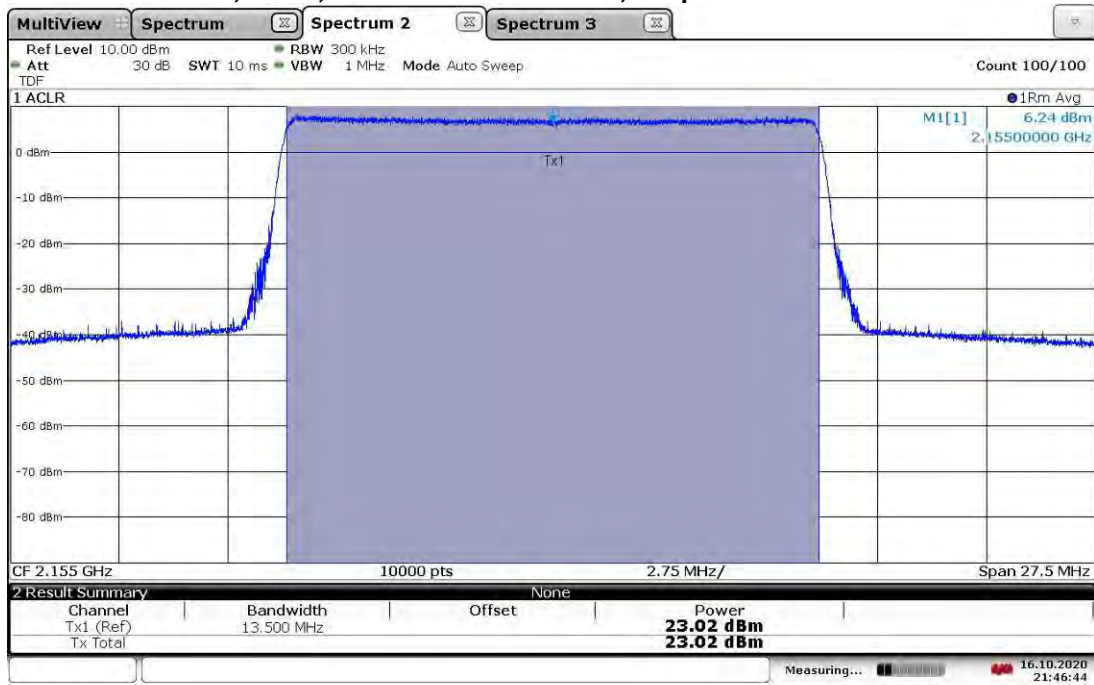 MultiView Spectrum Spectrum 2 Spectrum 3
Ref Level 10.00 dBm RBW 300 kHz
Att 30 dB SWT 10 ms VBW 1 MHz Mode Auto Sweep Count 100/100
TDF
1 ACLR 1Rm Avg
M1[1] 6.24 dBm
2.15500000 GHz
0 dBm
Tx1
-10 dBm
-20 dBm
-30 dBm
-40 dBm
-50 dBm
-60 dBm
-70 dBm
-80 dBm
CF 2.155 GHz 10000 pts 2.75 MHz/ Span 27.5 MHz
2 Result Summary None
Channel Bandwidth Offset Power
Tx1 (Ref) 13.500 MHz 23.02 dBm
Tx Total 23.02 dBm
Measuring... 16.10.2020
21:46:44